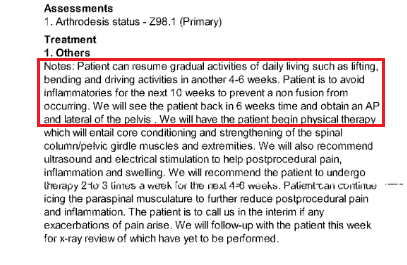 Assessments
1. Arthrodesis status - Z98.1 (Primary)
Treatment
1. Others
Notes: Patient can resume gradual activities of daily living such as lifting,
bending and driving activities in another 4-6 weeks. Patient is to avoid
inflammatories for the next 10 weeks to prevent a non fusion from
occurring. We will see the patient back in 6 weeks time and obtain an AP
and lateral of the pelvis . We will have the patient begin physical therapy
which will entail core conditioning and strengthening of the spinal
column/pelvic girdle muscles and extremities. We will also recommend
ultrasound and electrical stimulation to help postprocedural pain,
inflammation and swelling. We will recommend the patient to undergo
therapy 2 to 3 times a week for the next 4-6 weeks. Patient can continue
icing the paraspinal musculature to further reduce postprocedural pain
and inflammation. The patient is to call us in the interim if any
exacerbations of pain arise. We will follow-up with the patient this week
for x-ray review of which have yet to be performed.